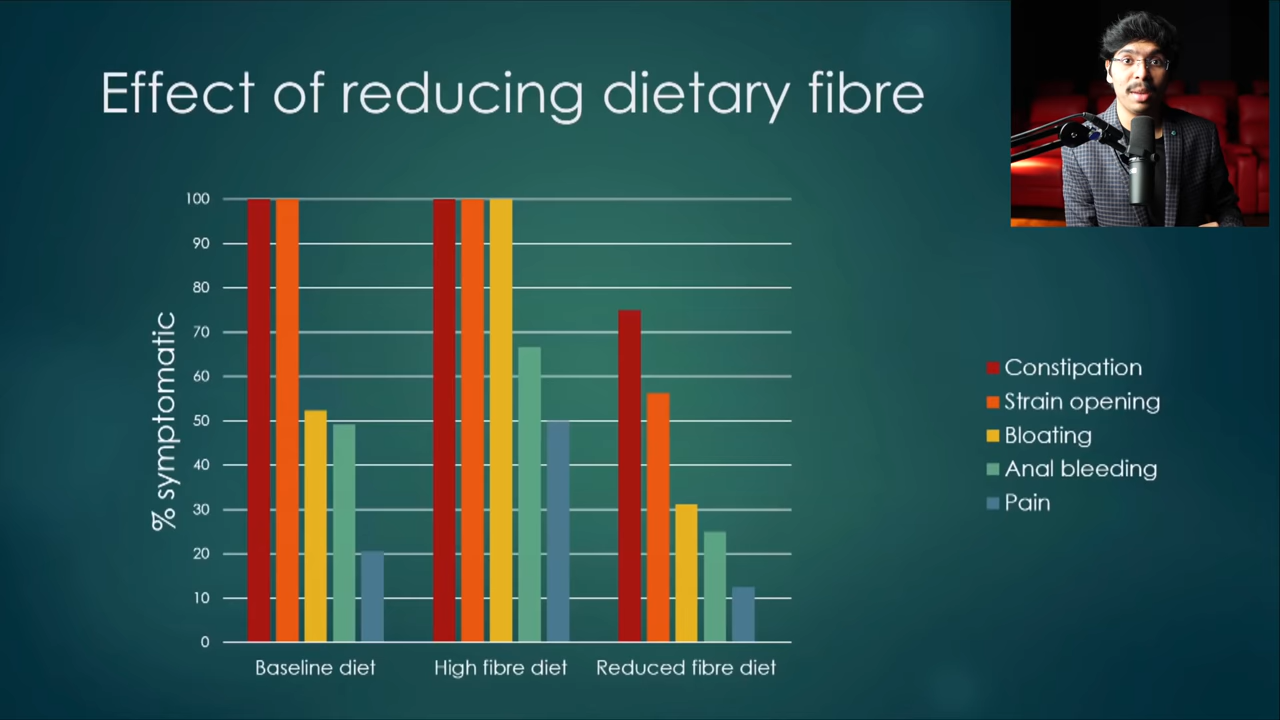 Effect of reducing dietary fibre
% symptomatic
100
90
80
70
60
50
40
30
20
10
0
Baseline diet
High fibre diet
Reduced fibre diet
Constipation
Strain opening
Bloating
Anal bleeding
Pain